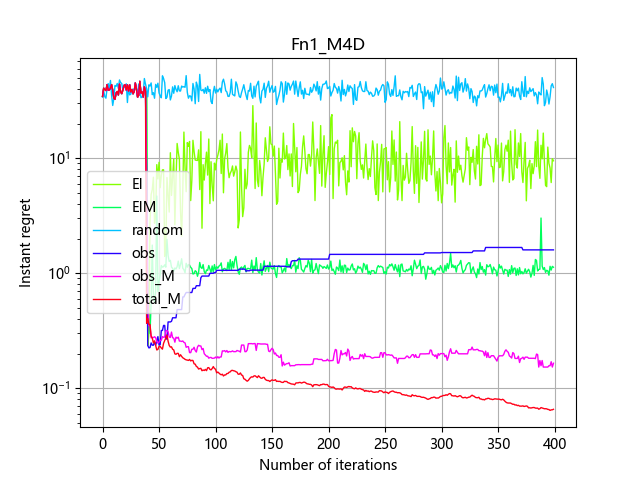 Fn1_M4D
Instant regret
10¹
10⁰
10⁻¹
EI
EIM
random
obs
obs_M
total_M
0 50 100 150 200 250 300 350 400
Number of iterations